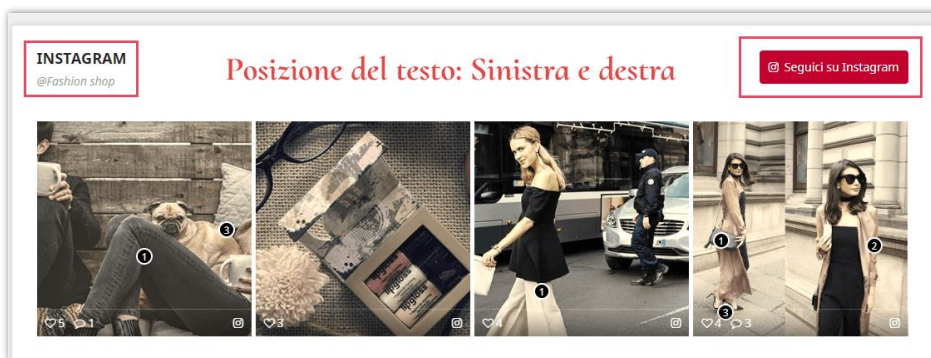 INSTAGRAM
@Fashion shop
Posizione del testo: Sinistra e destra
Seguici su Instagram
lipgloss
1
3
1
1
2
3
5 1
3
4
4 3